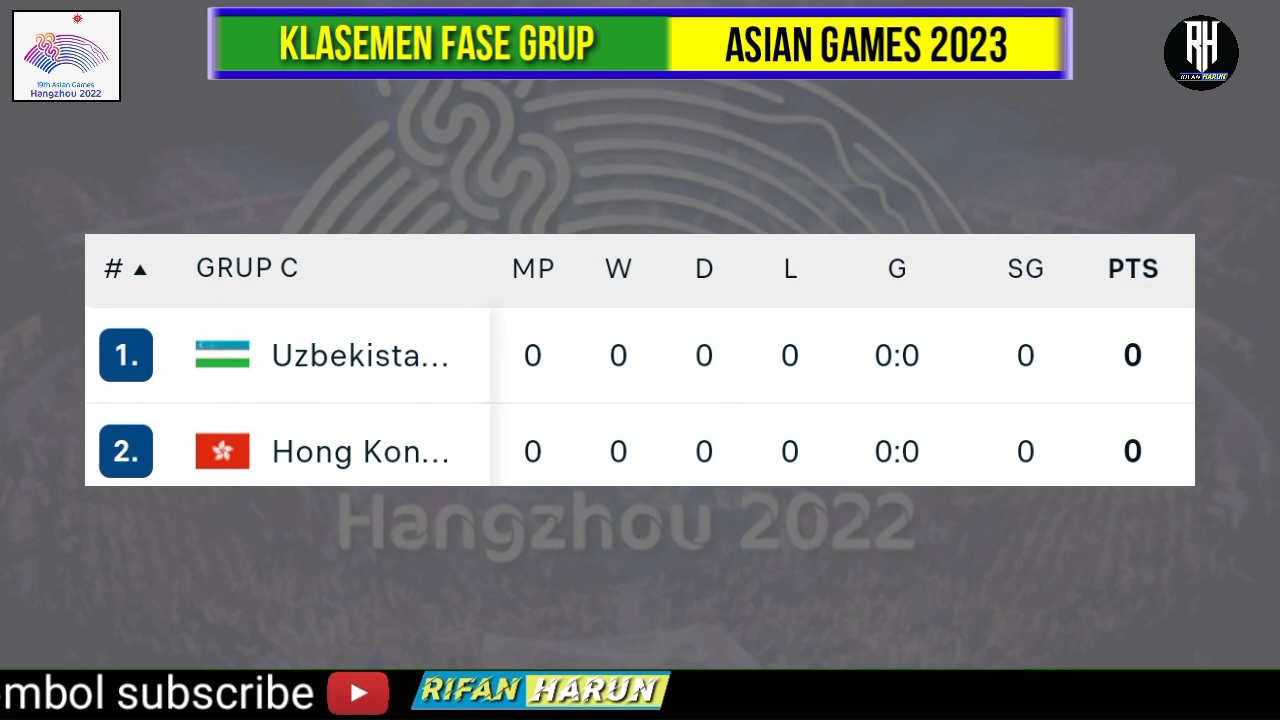 KLASEMEN FASE GRUP
ASIAN GAMES 2023
19th Asian Games
Hangzhou 2022
RH
RIFAN HARUN
# ▲ GRUP C MP W D L G SG PTS
1. Uzbekista... 0 0 0 0 0:0 0 0
2. Hong Kon... 0 0 0 0 0:0 0 0
Hangzhou 2022
mbol subscribe
RIFAN HARUN